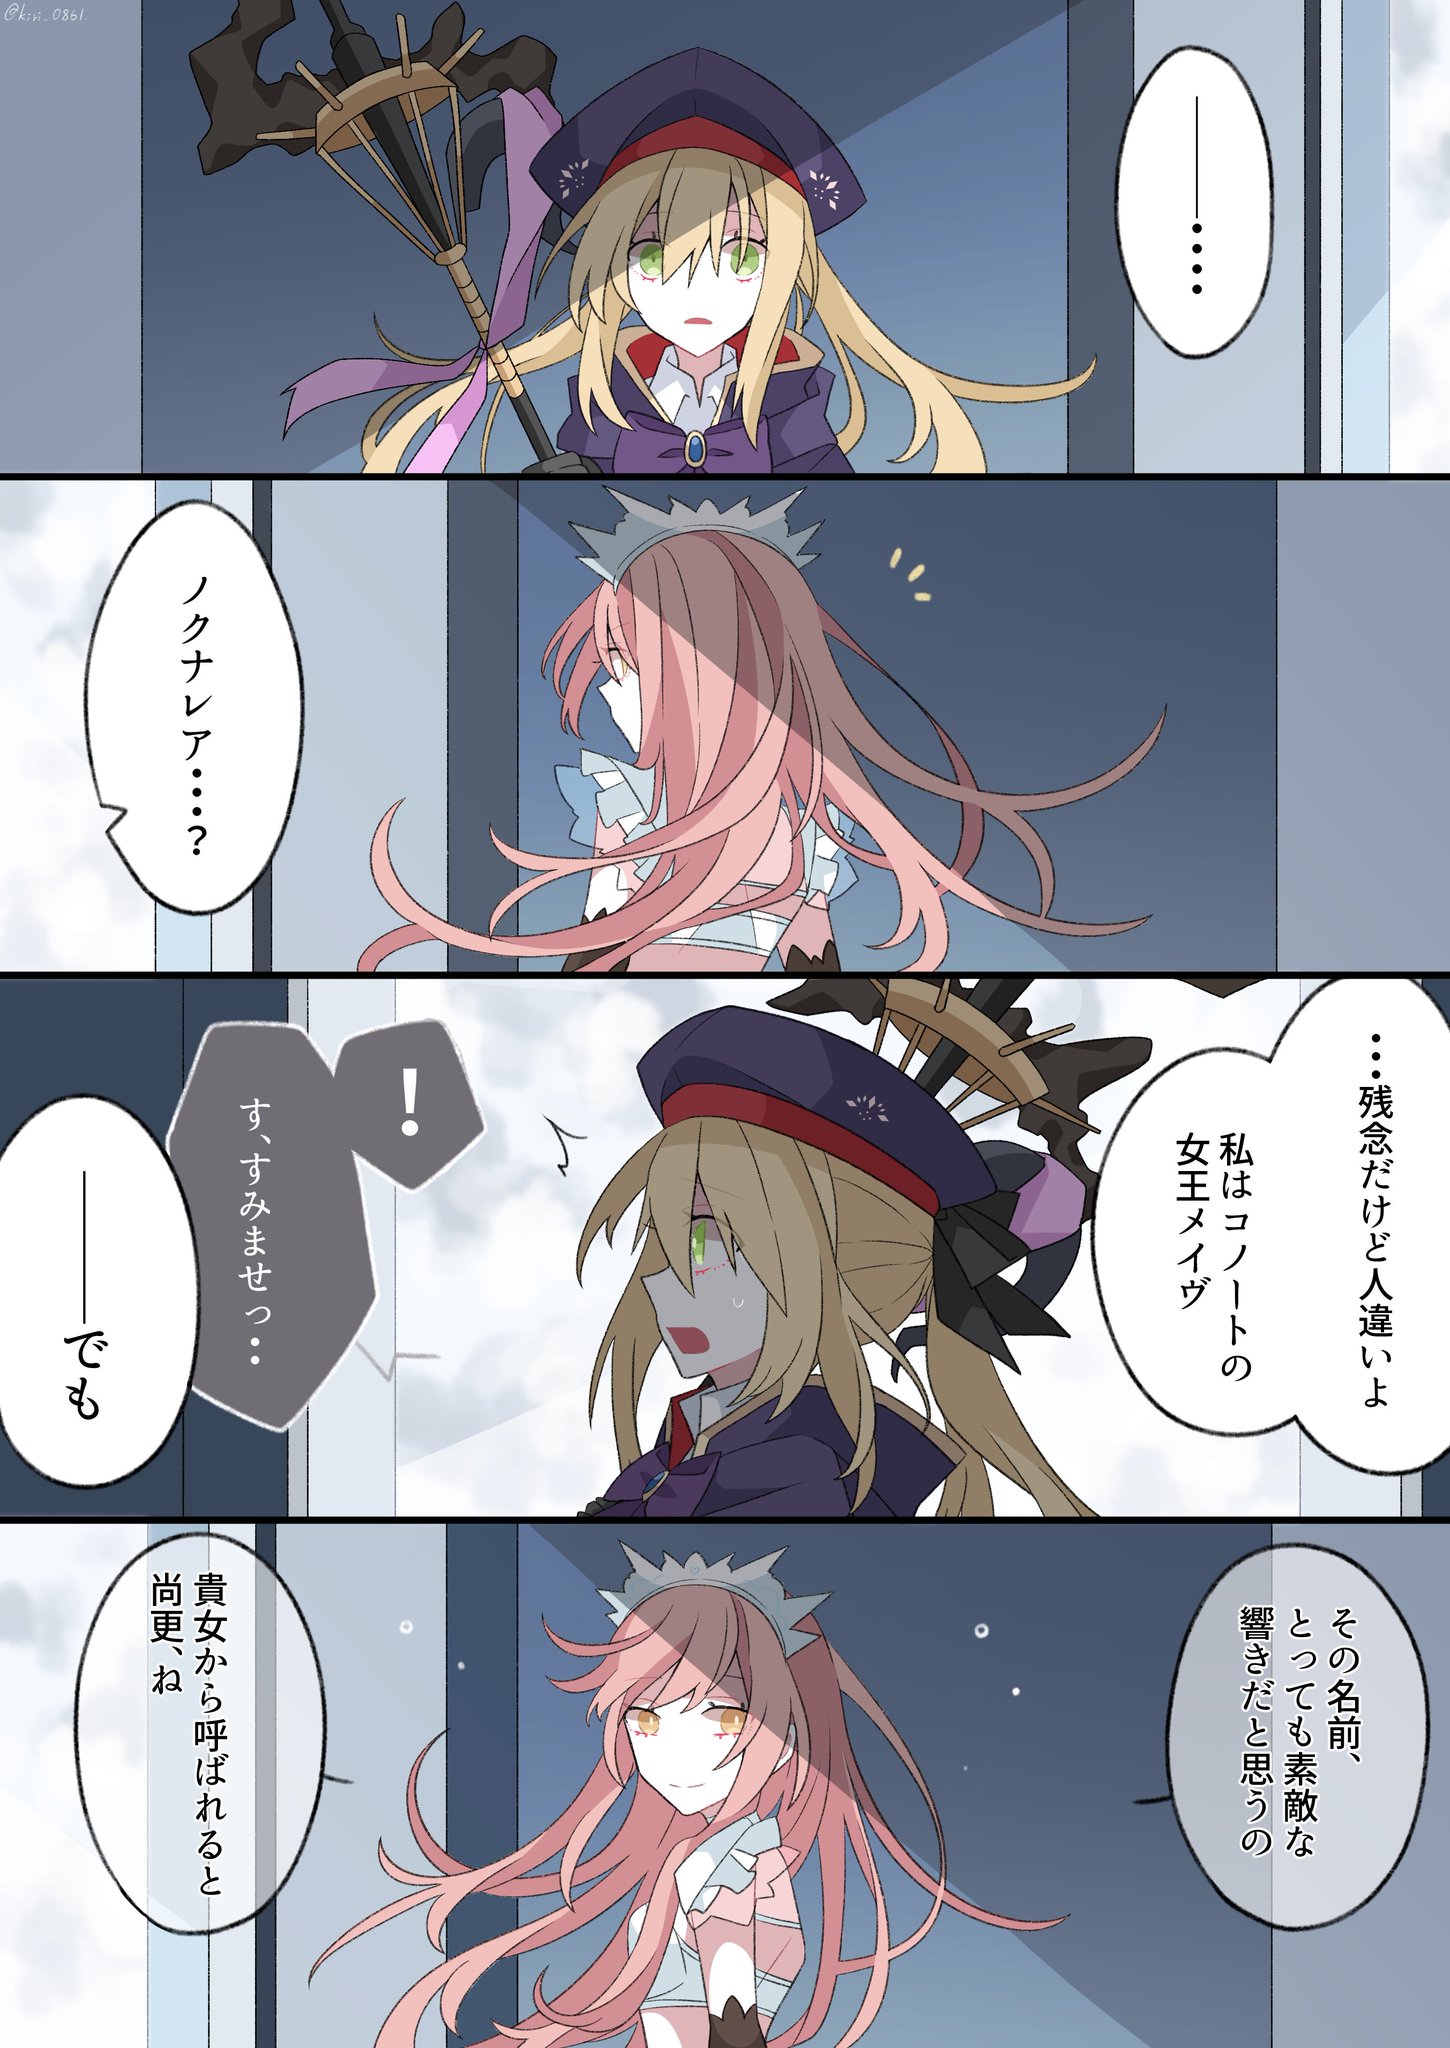 @kiri_0861.
――……
ノクナレア……？
…残念だけど人違いよ
私はコノートの
女王メイヴ
！
す、すみませっ‥
――でも
その名前、
とっても素敵な
響きだと思うの
貴女から呼ばれると
尚更、ね